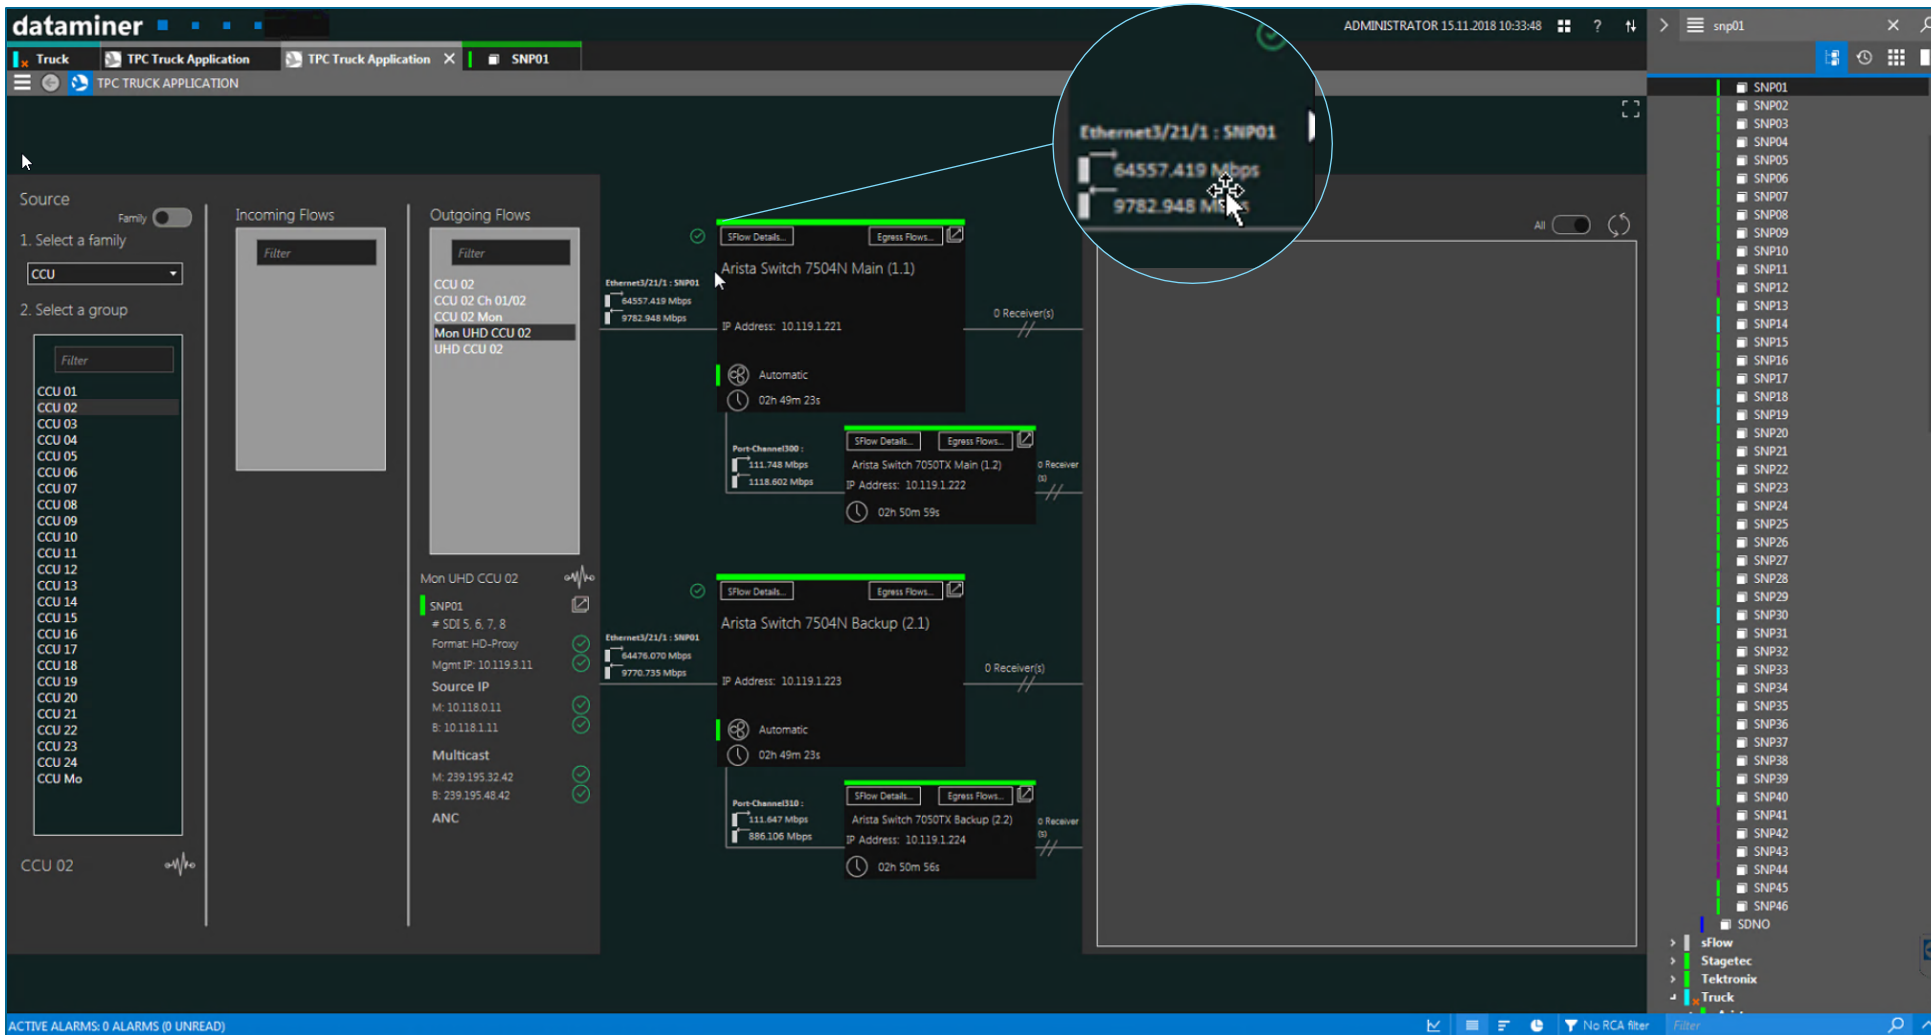 dataminer
ADMINISTRATOR 15.11.2018 10:33:48
?
snp01
Truck
TPC Truck Application
TPC Truck Application X
SNP01
TPC TRUCK APPLICATION
Source
Family
1. Select a family
CCU
2. Select a group
Filter
CCU 01
CCU 02
CCU 03
CCU 04
CCU 05
CCU 06
CCU 07
CCU 08
CCU 09
CCU 10
CCU 11
CCU 12
CCU 13
CCU 14
CCU 15
CCU 16
CCU 17
CCU 18
CCU 19
CCU 20
CCU 21
CCU 22
CCU 23
CCU 24
CCU Mo
CCU 02
Incoming Flows
Filter
Outgoing Flows
Filter
CCU 02
CCU 02 Ch 01/02
CCU 02 Mon
Mon UHD CCU 02
UHD CCU 02
Mon UHD CCU 02
SNP01
# SDI 5, 6, 7, 8
Format: HD-Proxy
Mgmt IP: 10.119.3.11
Source IP
M: 10.118.0.11
B: 10.118.1.11
Multicast
M: 239.195.32.42
B: 239.195.48.42
ANC
Ethernet3/21/1 : SNP01
64557.419 Mbps
9782.948 Mbps
SFlow Details...
Egress Flows...
Arista Switch 7504N Main (1.1)
IP Address: 10.119.1.221
Automatic
02h 49m 23s
0 Receiver(s)
Port-Channel300 :
111.748 Mbps
1118.602 Mbps
SFlow Details...
Egress Flows...
Arista Switch 7050TX Main (1.2)
IP Address: 10.119.1.222
02h 50m 59s
0 Receiver
(s)
Ethernet3/21/1 : SNP01
64476.070 Mbps
9770.735 Mbps
SFlow Details...
Egress Flows...
Arista Switch 7504N Backup (2.1)
IP Address: 10.119.1.223
Automatic
02h 49m 23s
0 Receiver(s)
Port-Channel310 :
111.647 Mbps
886.106 Mbps
SFlow Details...
Egress Flows...
Arista Switch 7050TX Backup (2.2)
IP Address: 10.119.1.224
02h 50m 56s
0 Receiver
(s)
Ethernet3/21/1 : SNP01
64557.419 Mbps
9782.948
All
SNP01
SNP02
SNP03
SNP04
SNP05
SNP06
SNP07
SNP08
SNP09
SNP10
SNP11
SNP12
SNP13
SNP14
SNP15
SNP16
SNP17
SNP18
SNP19
SNP20
SNP21
SNP22
SNP23
SNP24
SNP25
SNP26
SNP27
SNP28
SNP29
SNP30
SNP31
SNP32
SNP33
SNP34
SNP35
SNP36
SNP37
SNP38
SNP39
SNP40
SNP41
SNP42
SNP43
SNP44
SNP45
SNP46
SDNO
sFlow
Stagetec
Tektronix
Truck
ACTIVE ALARMS: 0 ALARMS (0 UNREAD)
No RCA filter
Filter